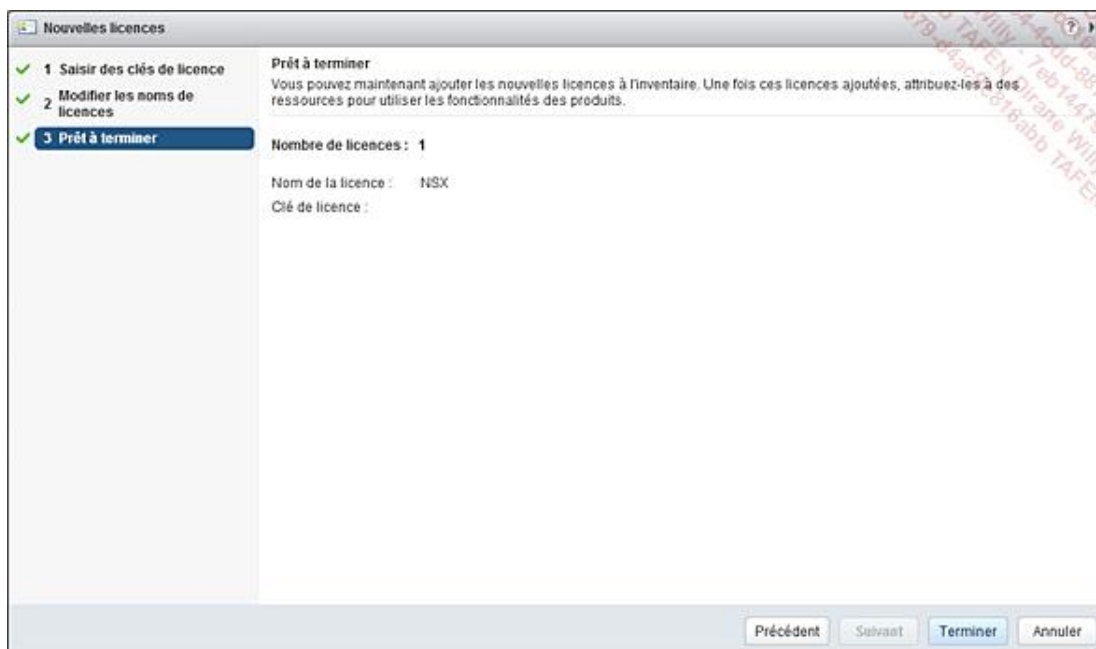 Nouvelles licences
?
1 Saisir des clés de licence
2 Modifier les noms de
licences
3 Prêt à terminer
Prêt à terminer
Vous pouvez maintenant ajouter les nouvelles licences à l'inventaire. Une fois ces licences ajoutées, attribuez-les à des
ressources pour utiliser les fonctionnalités des produits.
Nombre de licences : 1
Nom de la licence : NSX
Clé de licence :
Précédent
Suivant
Terminer
Annuler